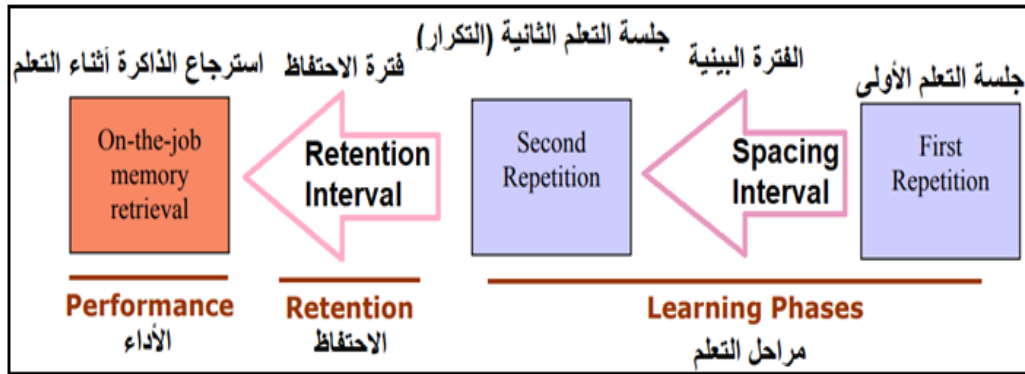 جلسة التعلم الأولى
First
Repetition
الفترة البينية
Spacing
Interval
جلسة التعلم الثانية (التكرار)
Second
Repetition
فترة الاحتفاظ
Retention
Interval
استرجاع الذاكرة أثناء التعلم
On-the-job
memory
retrieval
Learning Phases
مراحل التعلم
Retention
الاحتفاظ
Performance
الأداء